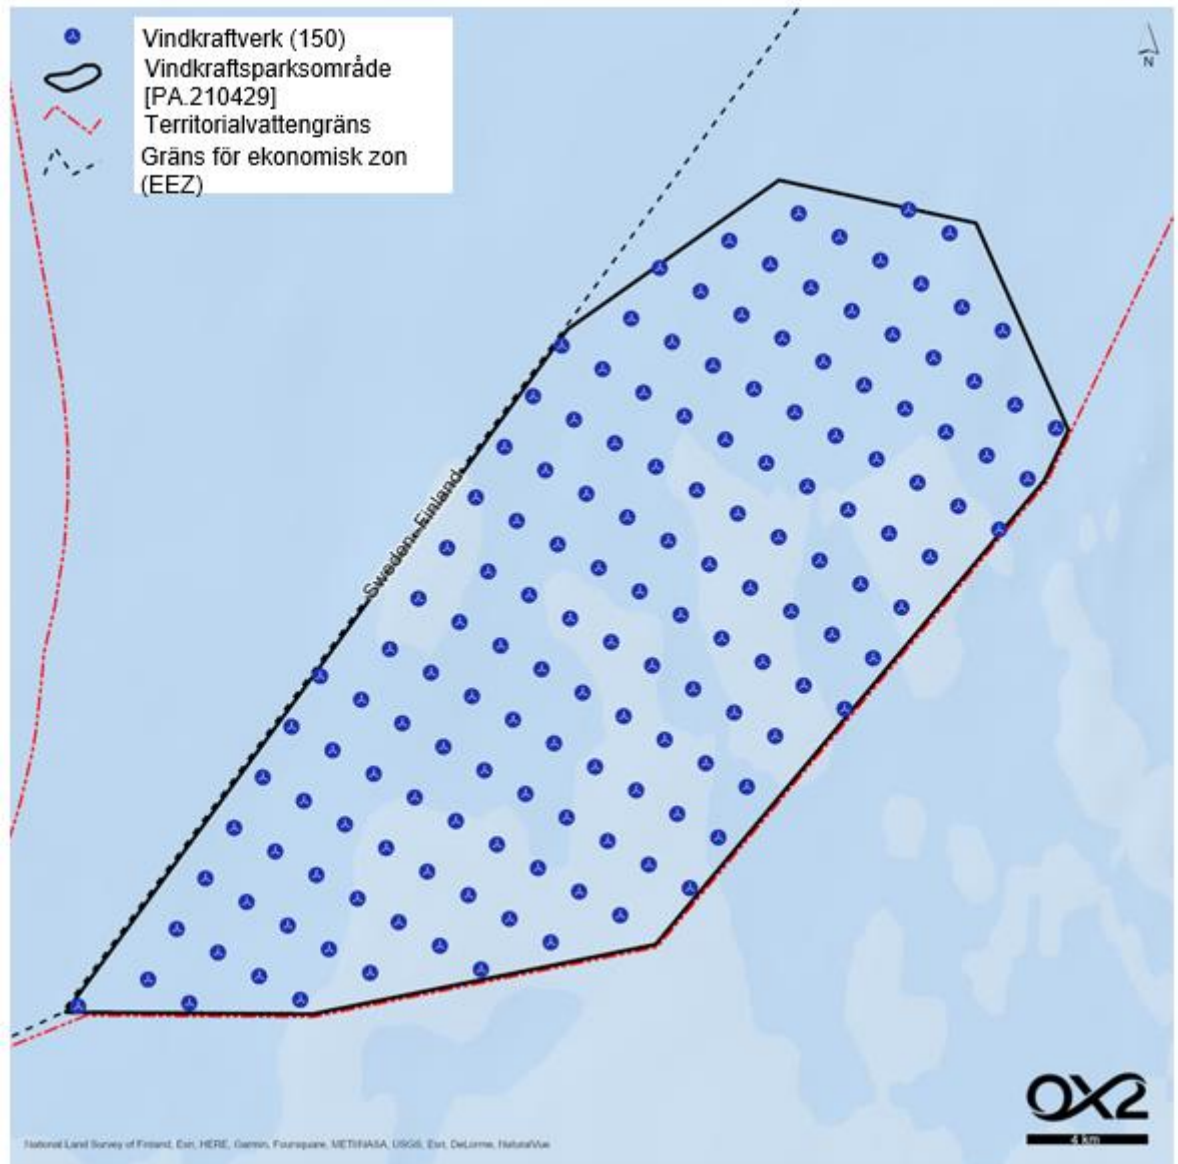 Vindkraftverk (150)
Vindkraftsparksområde
[PA.210429]
Territorialvattengräns
Gräns för ekonomisk zon
(EEZ)
N
Sweden, Finland
OX2
4 km
National Land Survey of Finland, Esri, HERE, Garmin, Foursquare, METI/NASA, USGS, Esri, DeLorme, NaturalVue